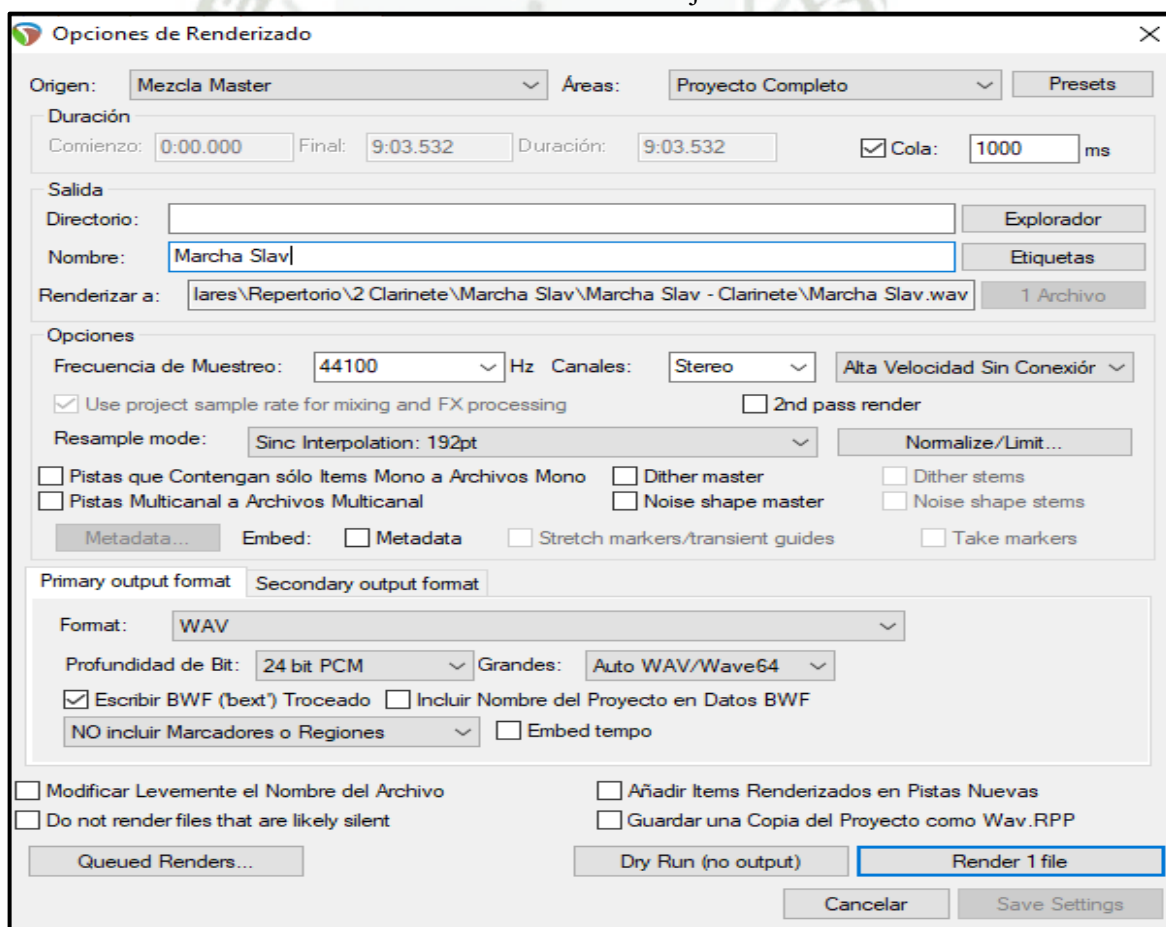 Opciones de Renderizado
Origen: Mezcla Master Áreas: Proyecto Completo Presets
Duración
Comienzo: 0:00.000 Final: 9:03.532 Duración: 9:03.532 Cola: 1000 ms
Salida
Directorio: Explorador
Nombre: Marcha Slav Etiquetas
Renderizar a: lares\Repertorio\2 Clarinete\Marcha Slav\Marcha Slav - Clarinete\Marcha Slav.wav 1 Archivo
Opciones
Frecuencia de Muestreo: 44100 Hz Canales: Stereo Alta Velocidad Sin Conexiór
Use project sample rate for mixing and FX processing 2nd pass render
Resample mode: Sinc Interpolation: 192pt Normalize/Limit...
Pistas que Contengan sólo Items Mono a Archivos Mono Dither master Dither stems
Pistas Multicanal a Archivos Multicanal Noise shape master Noise shape stems
Metadata... Embed: Metadata Stretch markers/transient guides Take markers
Primary output format Secondary output format
Format: WAV
Profundidad de Bit: 24 bit PCM Grandes: Auto WAV/Wave64
Escribir BWF ('bext') Troceado Incluir Nombre del Proyecto en Datos BWF
NO incluir Marcadores o Regiones Embed tempo
Modificar Levemente el Nombre del Archivo Añadir Items Renderizados en Pistas Nuevas
Do not render files that are likely silent Guardar una Copia del Proyecto como Wav.RPP
Queued Renders... Dry Run (no output) Render 1 file
Cancelar Save Settings